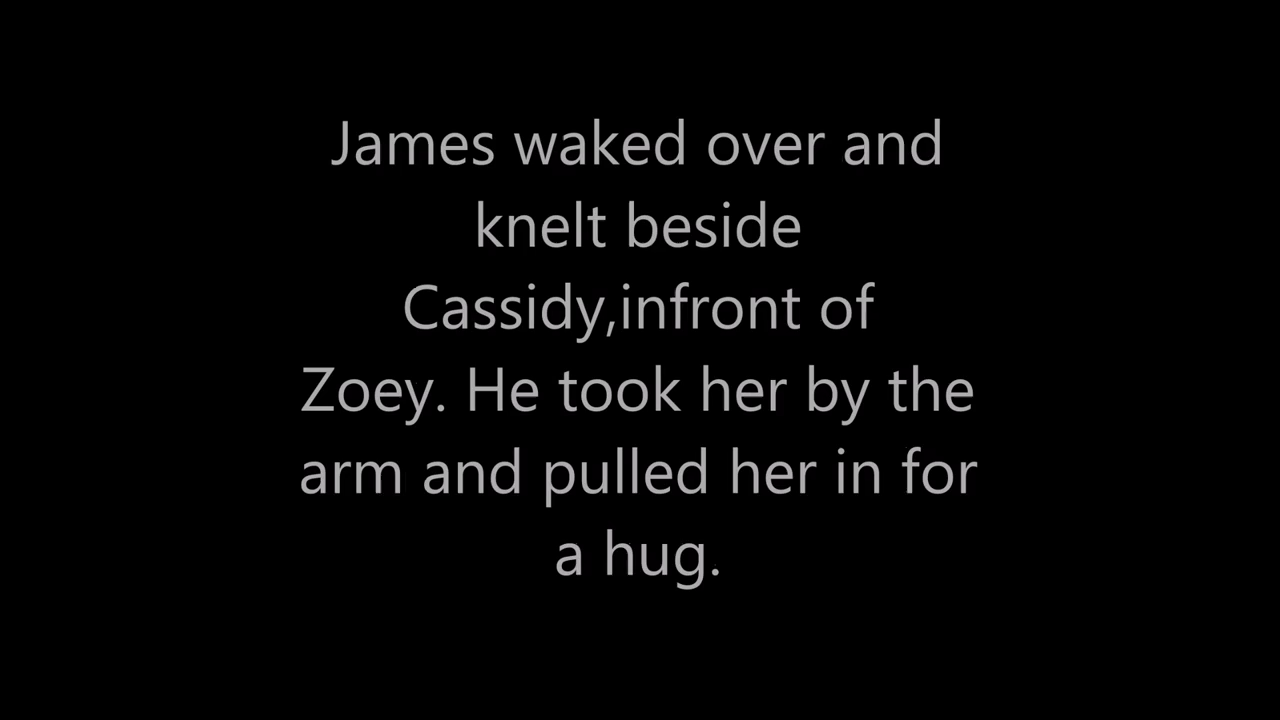 James waked over and
knelt beside
Cassidy,infront of
Zoey. He took her by the
arm and pulled her in for
a hug.